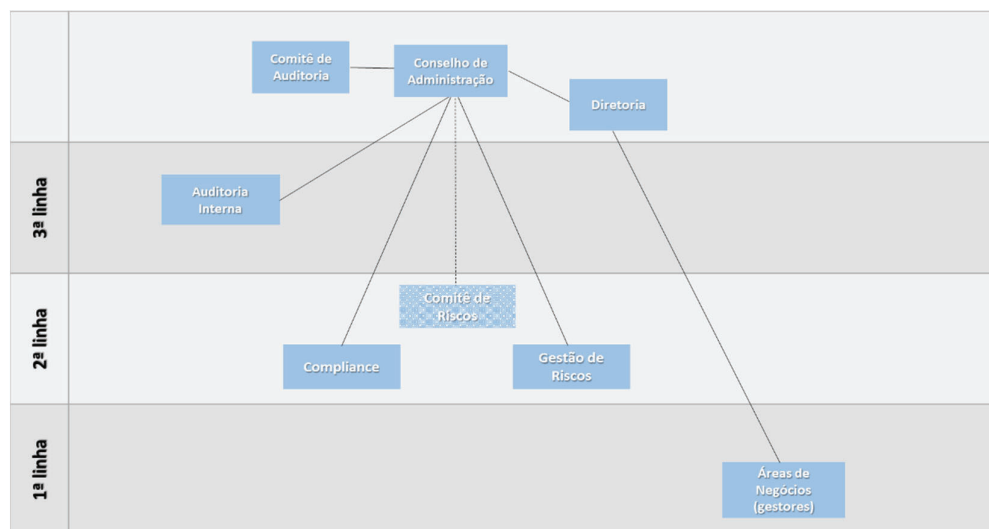 Comitê de
Auditoria
Conselho de
Administração
Diretoria
3ª linha
Auditoria
Interna
2ª linha
Comitê de
Riscos
Compliance
Gestão de
Riscos
1ª linha
Áreas de
Negócios
(gestores)